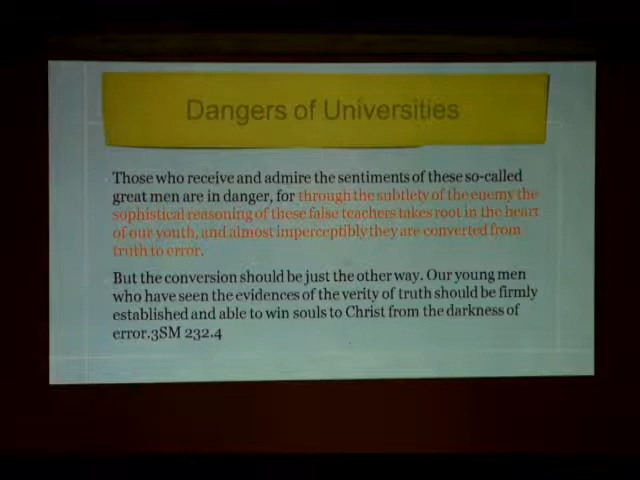 Dangers of Universities
Those who receive and admire the sentiments of these so-called
great men are in danger, for through the subtlety of the enemy the
sophistical reasoning of these false teachers takes root in the heart
of our youth, and almost imperceptibly they are converted from
truth to error.
But the conversion should be just the other way. Our young men
who have seen the evidences of the verity of truth should be firmly
established and able to win souls to Christ from the darkness of
error.3SM 232.4